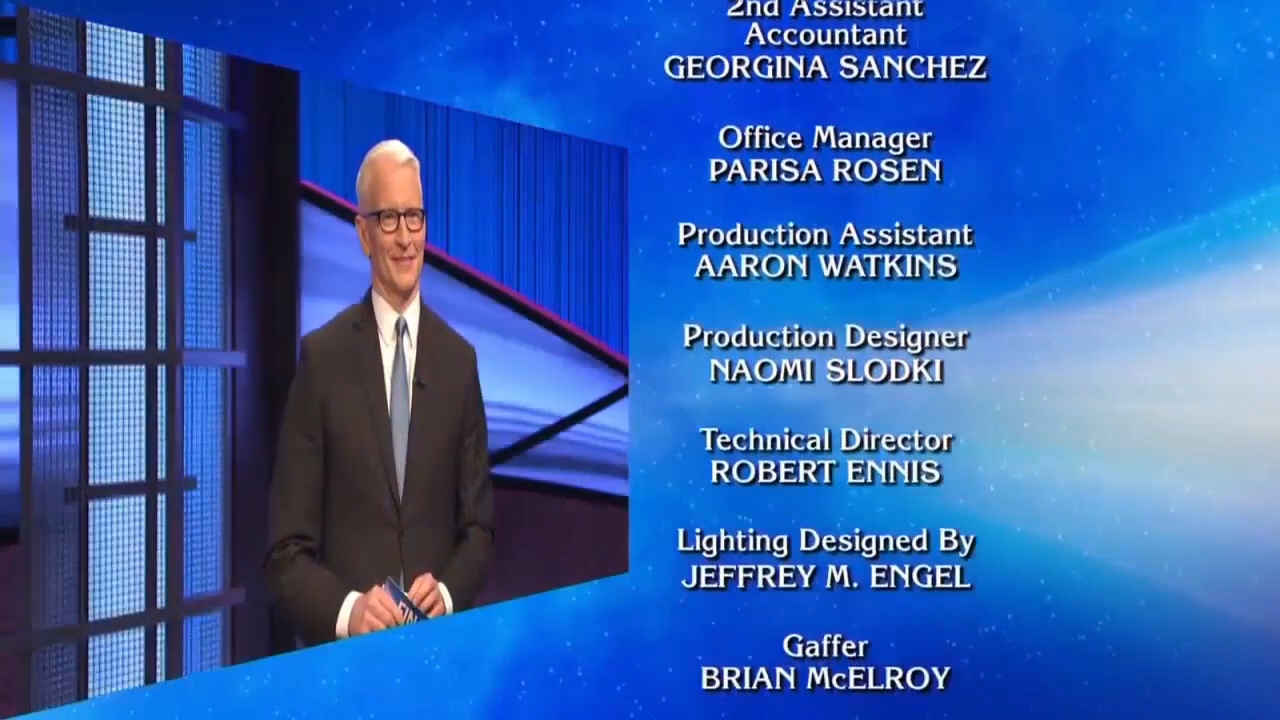 2nd Assistant
Accountant
GEORGINA SANCHEZ
Office Manager
PARISA ROSEN
Production Assistant
AARON WATKINS
Production Designer
NAOMI SLODKI
Technical Director
ROBERT ENNIS
Lighting Designed By
JEFFREY M. ENGEL
Gaffer
BRIAN McELROY